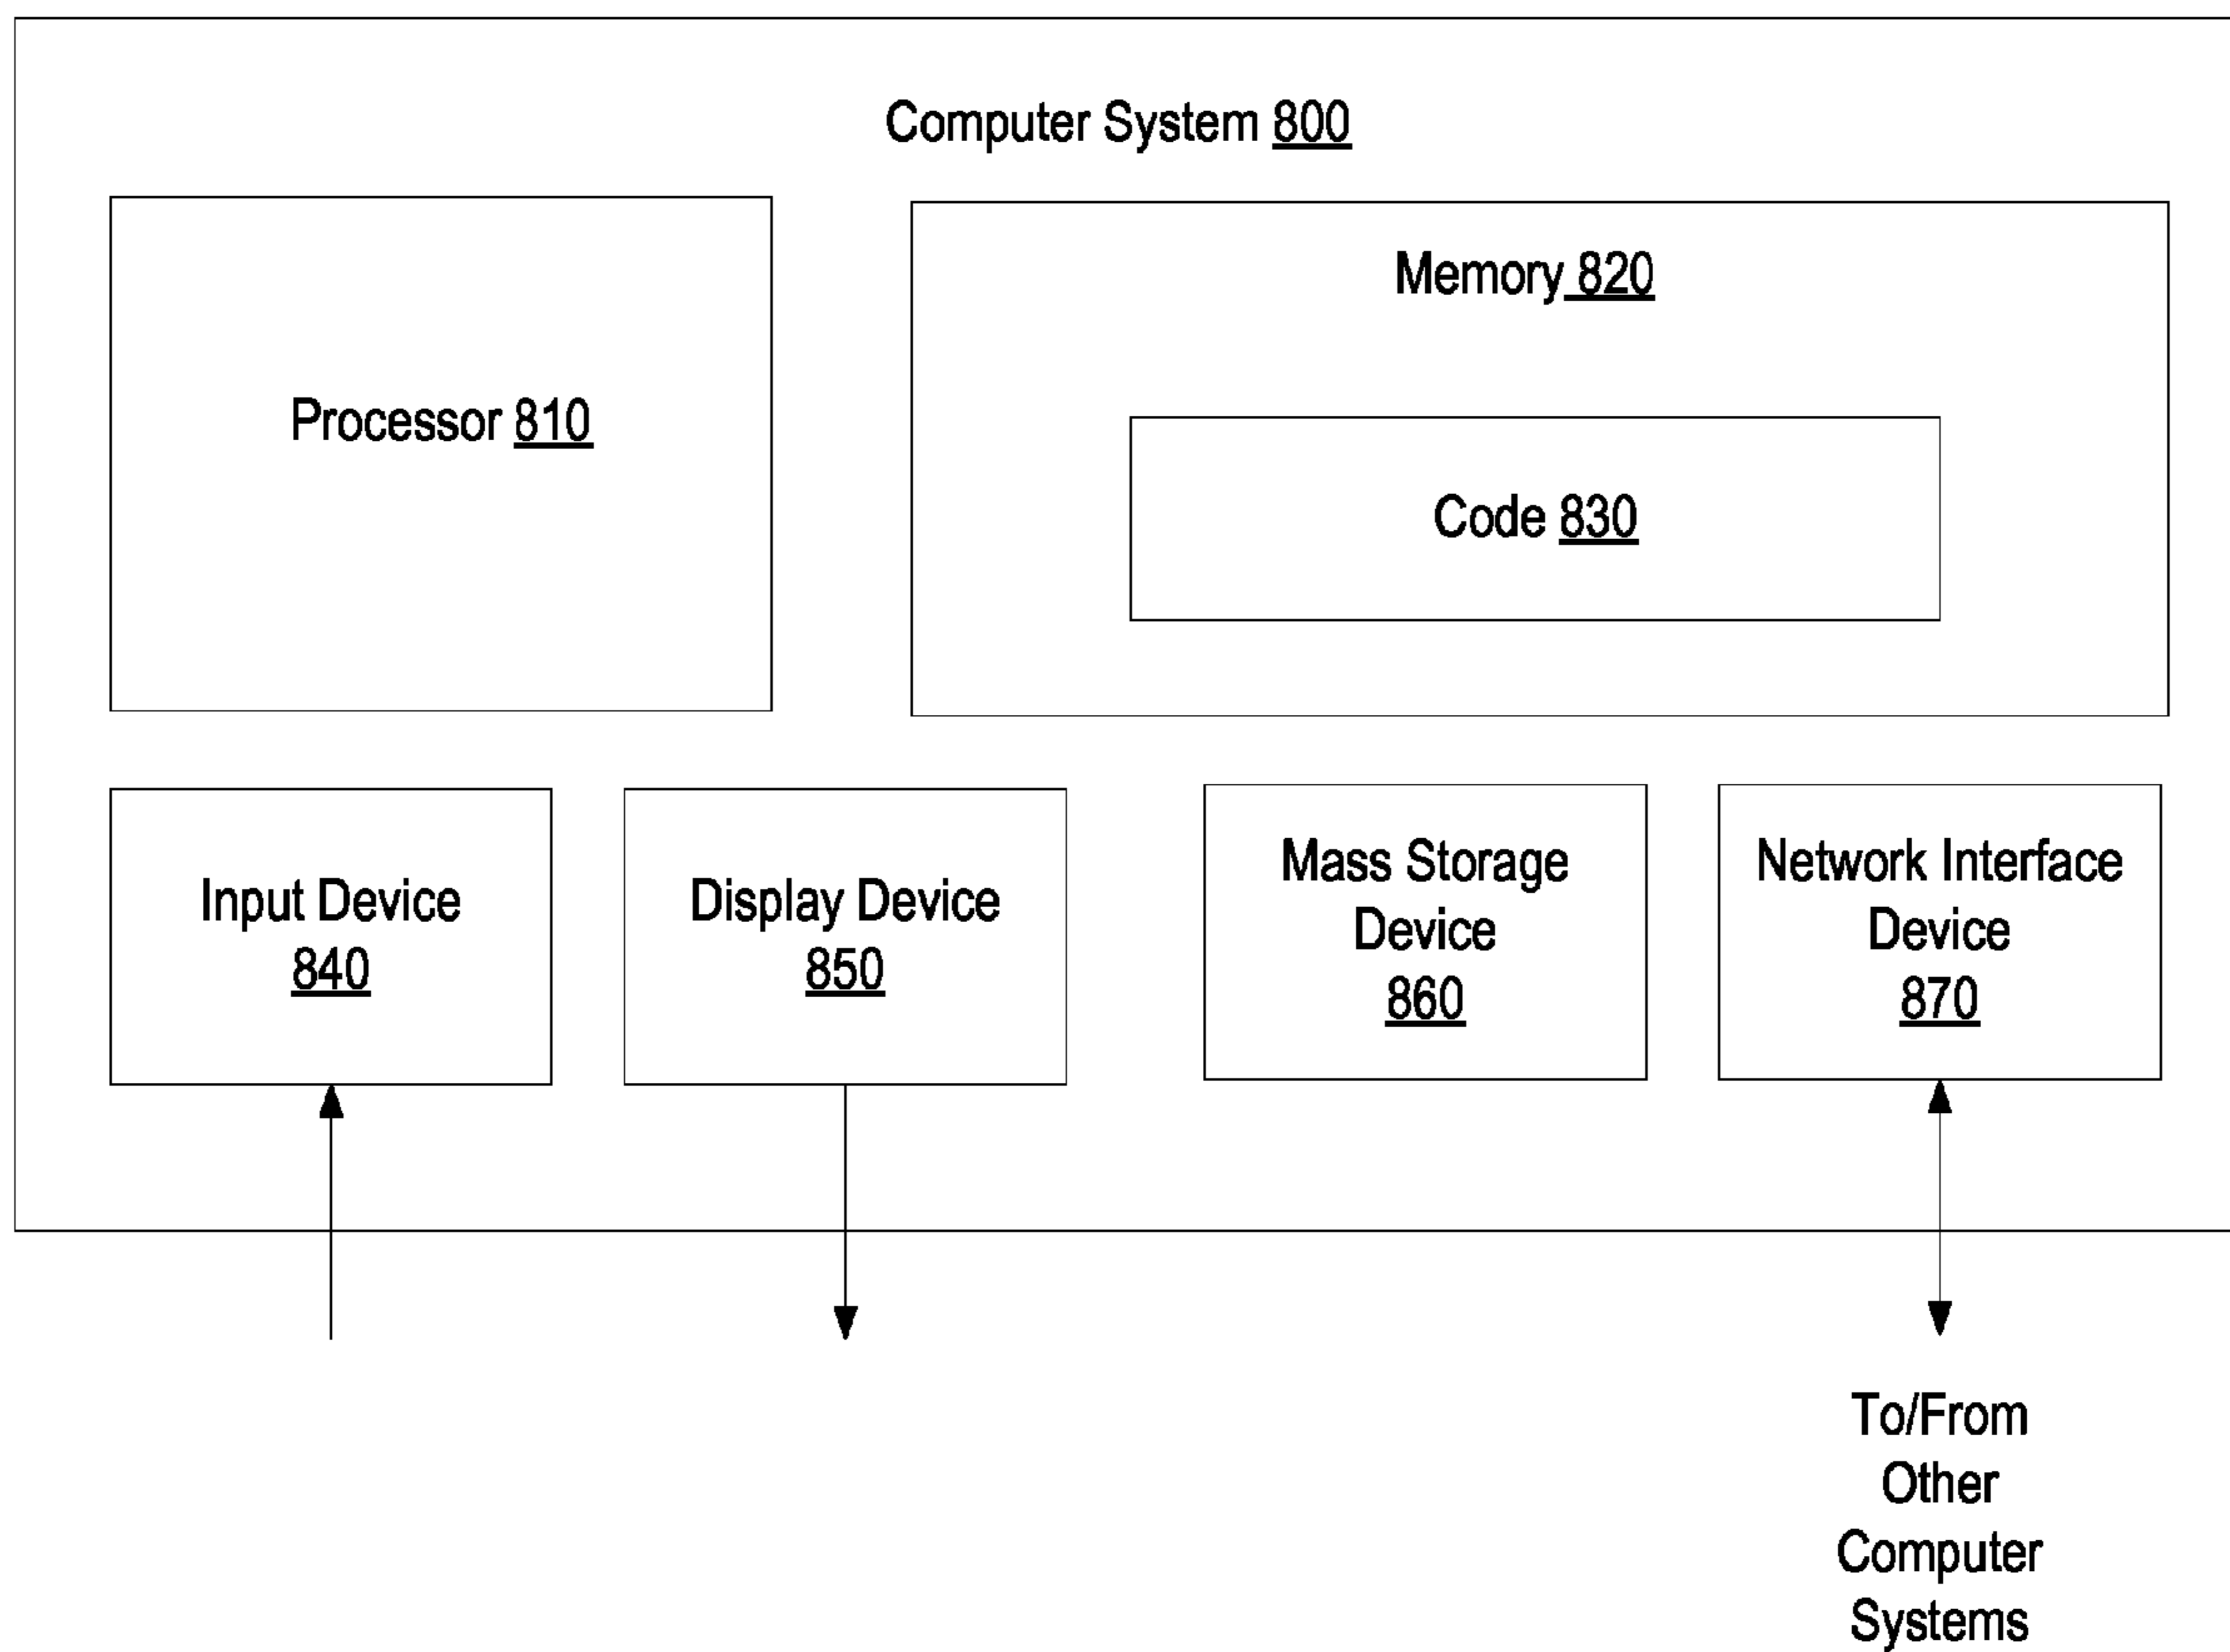 Computer System 800
Processor 810
Memory 820
Code 830
Input Device
840
Display Device
850
Mass Storage
Device
860
Network Interface
Device
870
To/From
Other
Computer
Systems